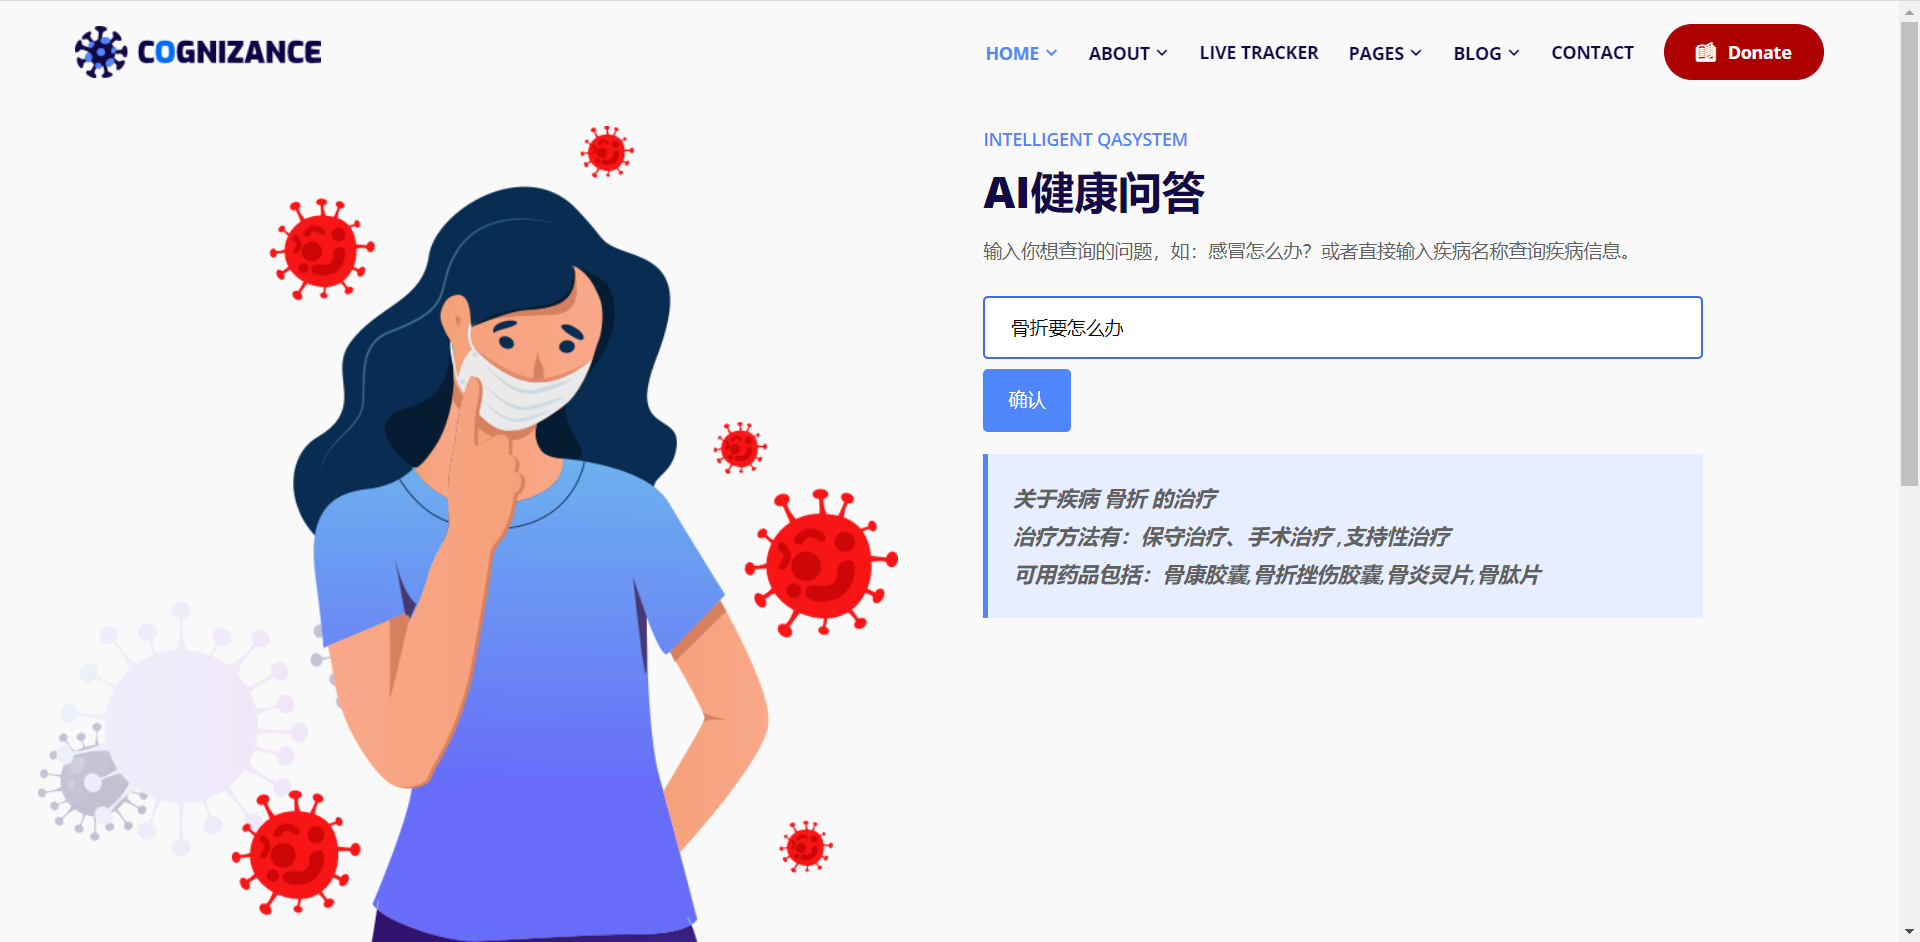 COGNIZANCE
HOME ABOUT LIVE TRACKER PAGES BLOG CONTACT Donate
INTELLIGENT QASYSTEM
AI健康问答
输入你想查询的问题，如：感冒怎么办？或者直接输入疾病名称查询疾病信息。
骨折要怎么办
确认
关于疾病 骨折 的治疗
治疗方法有：保守治疗、手术治疗 ,支持性治疗
可用药品包括：骨康胶囊,骨折挫伤胶囊,骨炎灵片,骨肽片